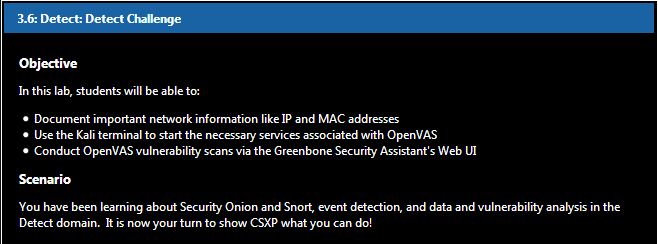 3.6: Detect: Detect Challenge
Objective
In this lab, students will be able to:
• Document important network information like IP and MAC addresses
• Use the Kali terminal to start the necessary services associated with OpenVAS
• Conduct OpenVAS vulnerability scans via the Greenbone Security Assistant's Web UI
Scenario
You have been learning about Security Onion and Snort, event detection, and data and vulnerability analysis in the
Detect domain.  It is now your turn to show CSXP what you can do!